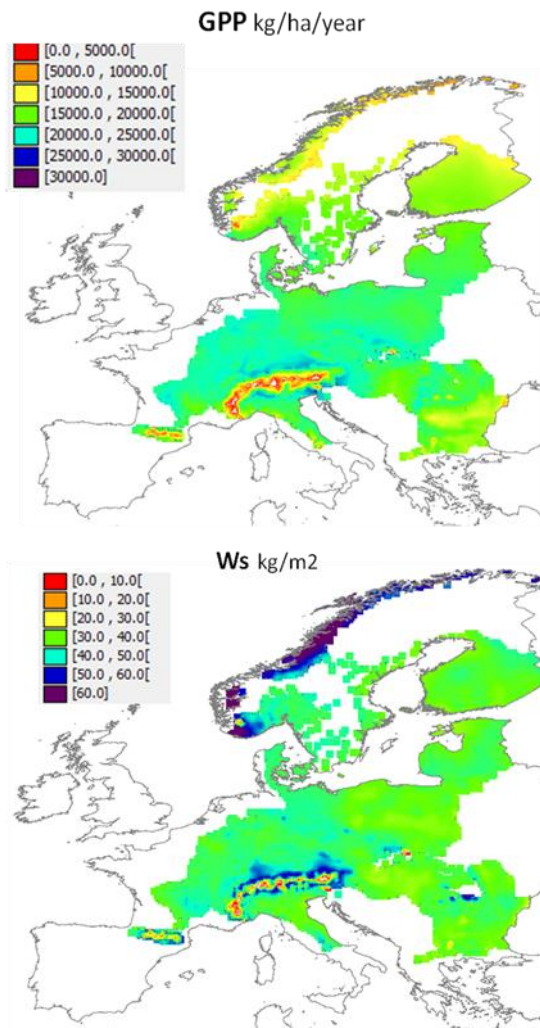 GPP kg/ha/year
[0.0 , 5000.0[
[5000.0 , 10000.0[
[10000.0 , 15000.0[
[15000.0 , 20000.0[
[20000.0 , 25000.0[
[25000.0 , 30000.0[
[30000.0]
Ws kg/m2
[0.0 , 10.0[
[10.0 , 20.0[
[20.0 , 30.0[
[30.0 , 40.0[
[40.0 , 50.0[
[50.0 , 60.0[
[60.0]